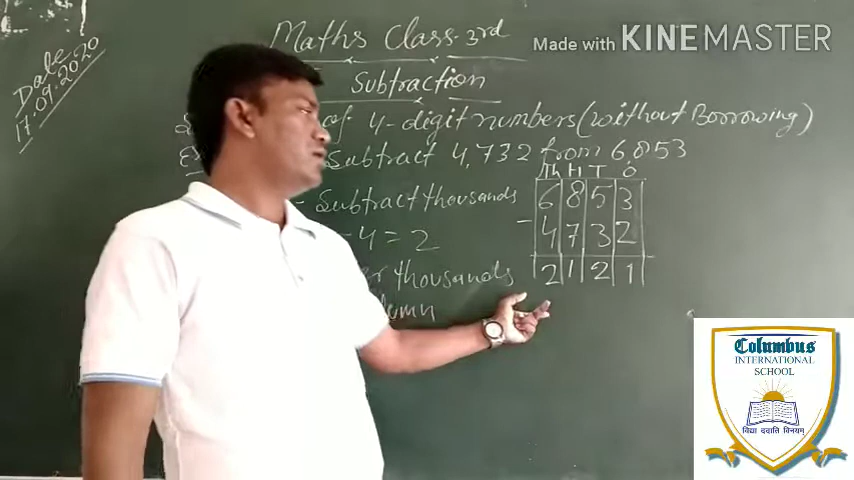 Date
17.09.2020
Maths Class-3rd
Made with KINEMASTER
Subtraction
of 4-digit numbers (without Borrowing)
Subtract 4,732 from 6,853
Th H T O
- Subtract thousands
6 8 5 3
- 4 = 2
- 4 7 3 2
thousands
2 1 2 1
Columbus
INTERNATIONAL
SCHOOL
विद्या ददाति विनयम्